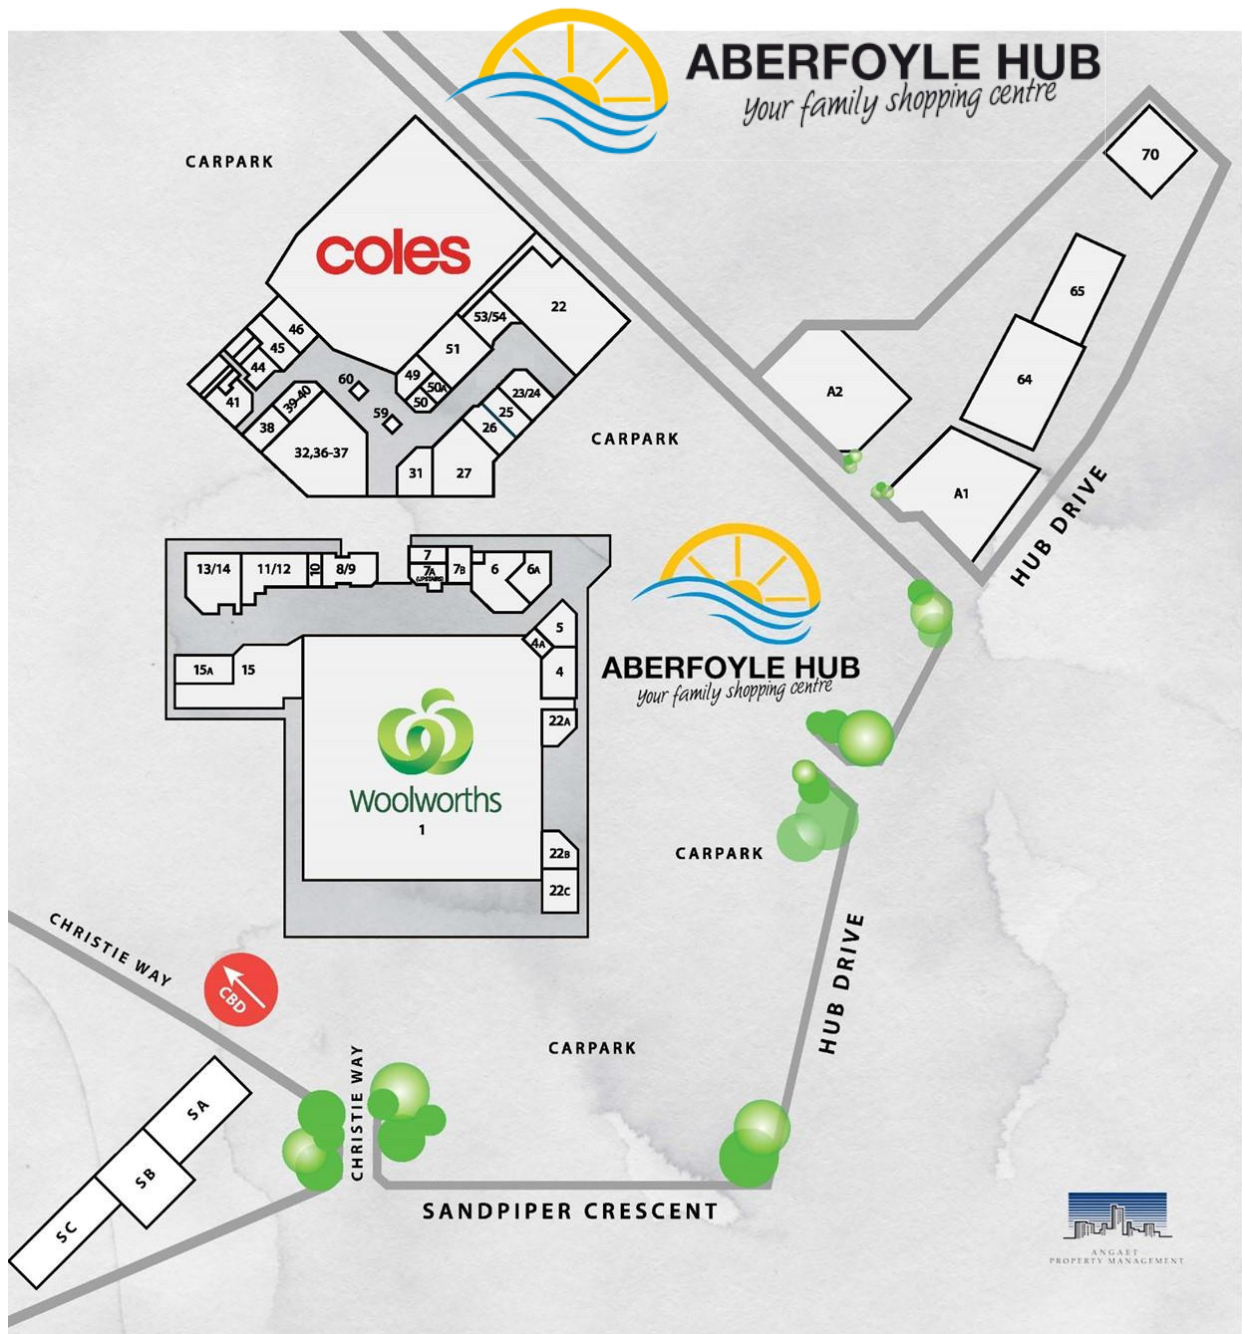 ABERFOYLE HUB
your family shopping centre
CARPARK
70
coles
22
65
53/54
46
45
51
44
49
50A
50
60
64
A2
23/24
39-40
41
59
25
38
26
CARPARK
32,36-37
31
27
A1
HUB DRIVE
7
13/14
11/12
10
8/9
7A
(UPSTAIRS)
7B
6
6A
5
4A
15A
15
4
ABERFOYLE HUB
your family shopping centre
22A
Woolworths
1
CARPARK
22B
22C
CHRISTIE WAY
CBD
HUB DRIVE
CARPARK
CHRISTIE WAY
SA
SB
SC
SANDPIPER CRESCENT
ANGAET
PROPERTY MANAGEMENT